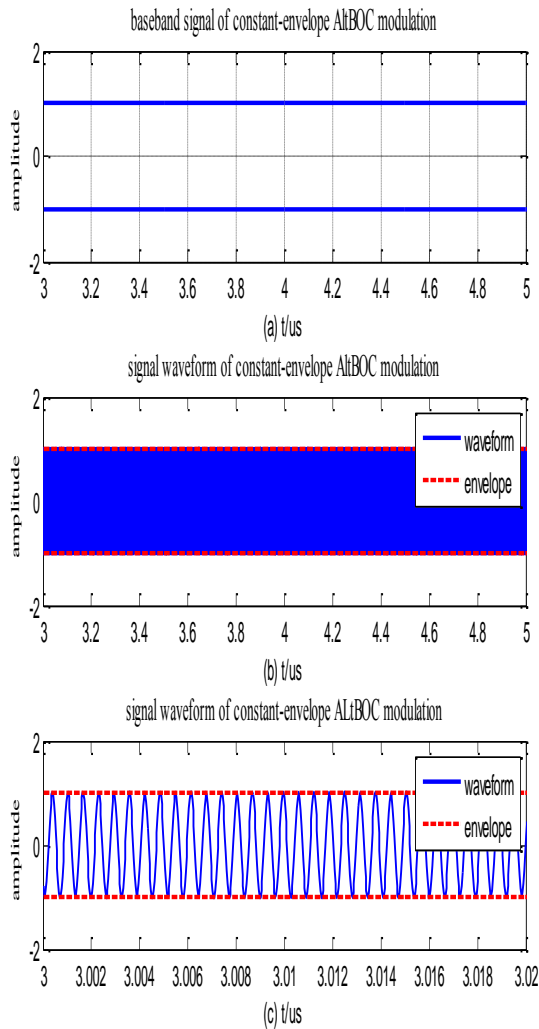 baseband signal of constant-envelope AltBOC modulation
2
0
-2
amplitude
3 3.2 3.4 3.6 3.8 4 4.2 4.4 4.6 4.8 5
(a) t/us
signal waveform of constant-envelope AltBOC modulation
2
0
-2
amplitude
waveform
envelope
3 3.2 3.4 3.6 3.8 4 4.2 4.4 4.6 4.8 5
(b) t/us
signal waveform of constant-envelope ALtBOC modulation
2
0
-2
amplitude
waveform
envelope
3 3.002 3.004 3.006 3.008 3.01 3.012 3.014 3.016 3.018 3.02
(c) t/us